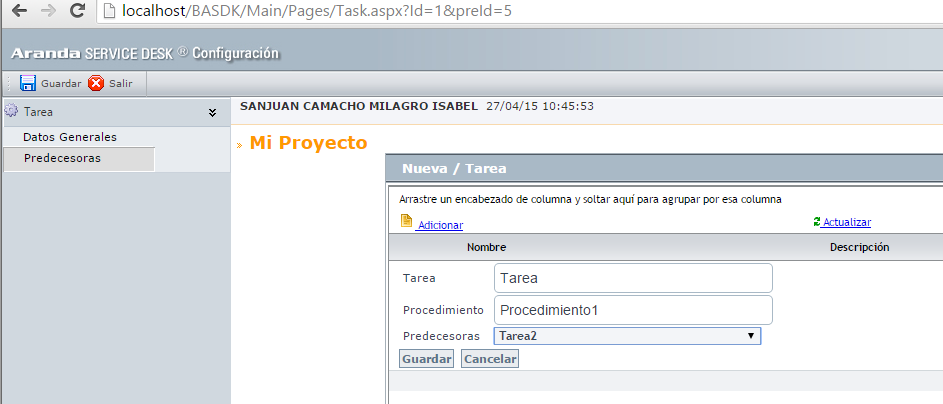 localhost/BASDK/Main/Pages/Task.aspx?Id=1&preId=5
Aranda SERVICE DESK ® Configuración
Guardar Salir
Tarea
Datos Generales
Predecesoras
SANJUAN CAMACHO MILAGRO ISABEL 27/04/15 10:45:53
» Mi Proyecto
Nueva / Tarea
Arrastre un encabezado de columna y soltar aquí para agrupar por esa columna
Adicionar Actualizar
Nombre Descripción
Tarea Tarea
Procedimiento Procedimiento1
Predecesoras Tarea2
Guardar Cancelar